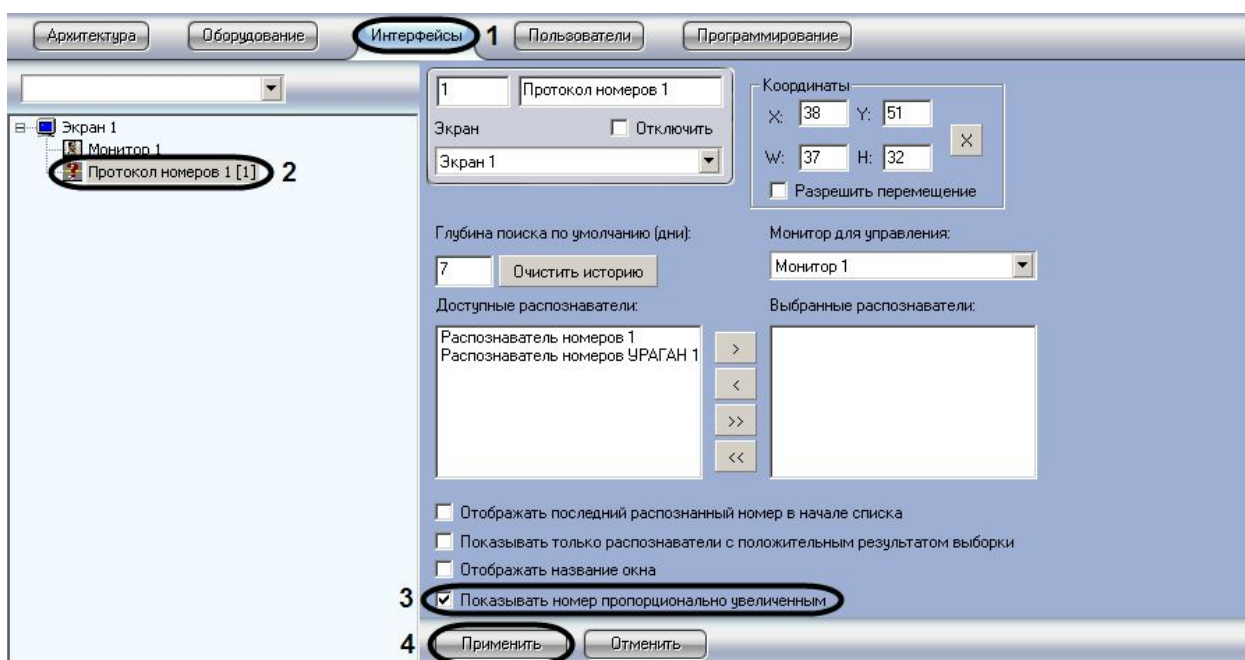 Архитектура Оборудование Интерфейсы 1 Пользователи Программирование
Экран 1
Монитор 1
Протокол номеров 1 [1] 2
1 Протокол номеров 1
Экран Отключить
Экран 1
Координаты
X: 38 Y: 51
X
W: 37 H: 32
Разрешить перемещение
Глубина поиска по умолчанию (дни):
7 Очистить историю
Монитор для управления:
Монитор 1
Доступные распознаватели:
Распознаватель номеров 1
Распознаватель номеров УРАГАН 1
>
<
>>
<<
Выбранные распознаватели:
Отображать последний распознанный номер в начале списка
Показывать только распознаватели с положительным результатом выборки
Отображать название окна
3 Показывать номер пропорционально увеличенным
4 Применить Отменить